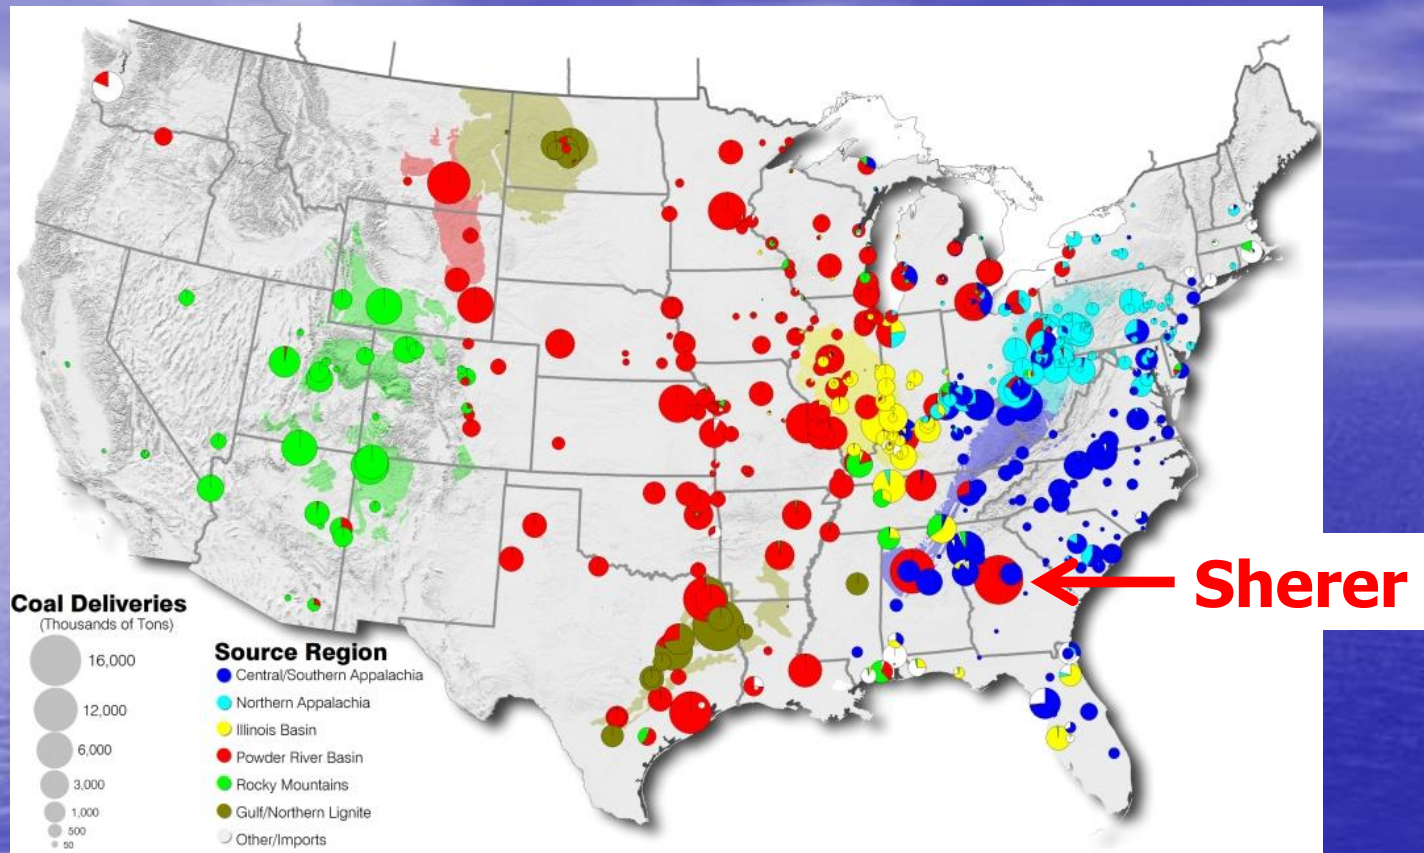 Sherer
Coal Deliveries
(Thousands of Tons)
16,000
12,000
6,000
3,000
1,000
500
50
Source Region
Central/Southern Appalachia
Northern Appalachia
Illinois Basin
Powder River Basin
Rocky Mountains
Gulf/Northern Lignite
Other/Imports